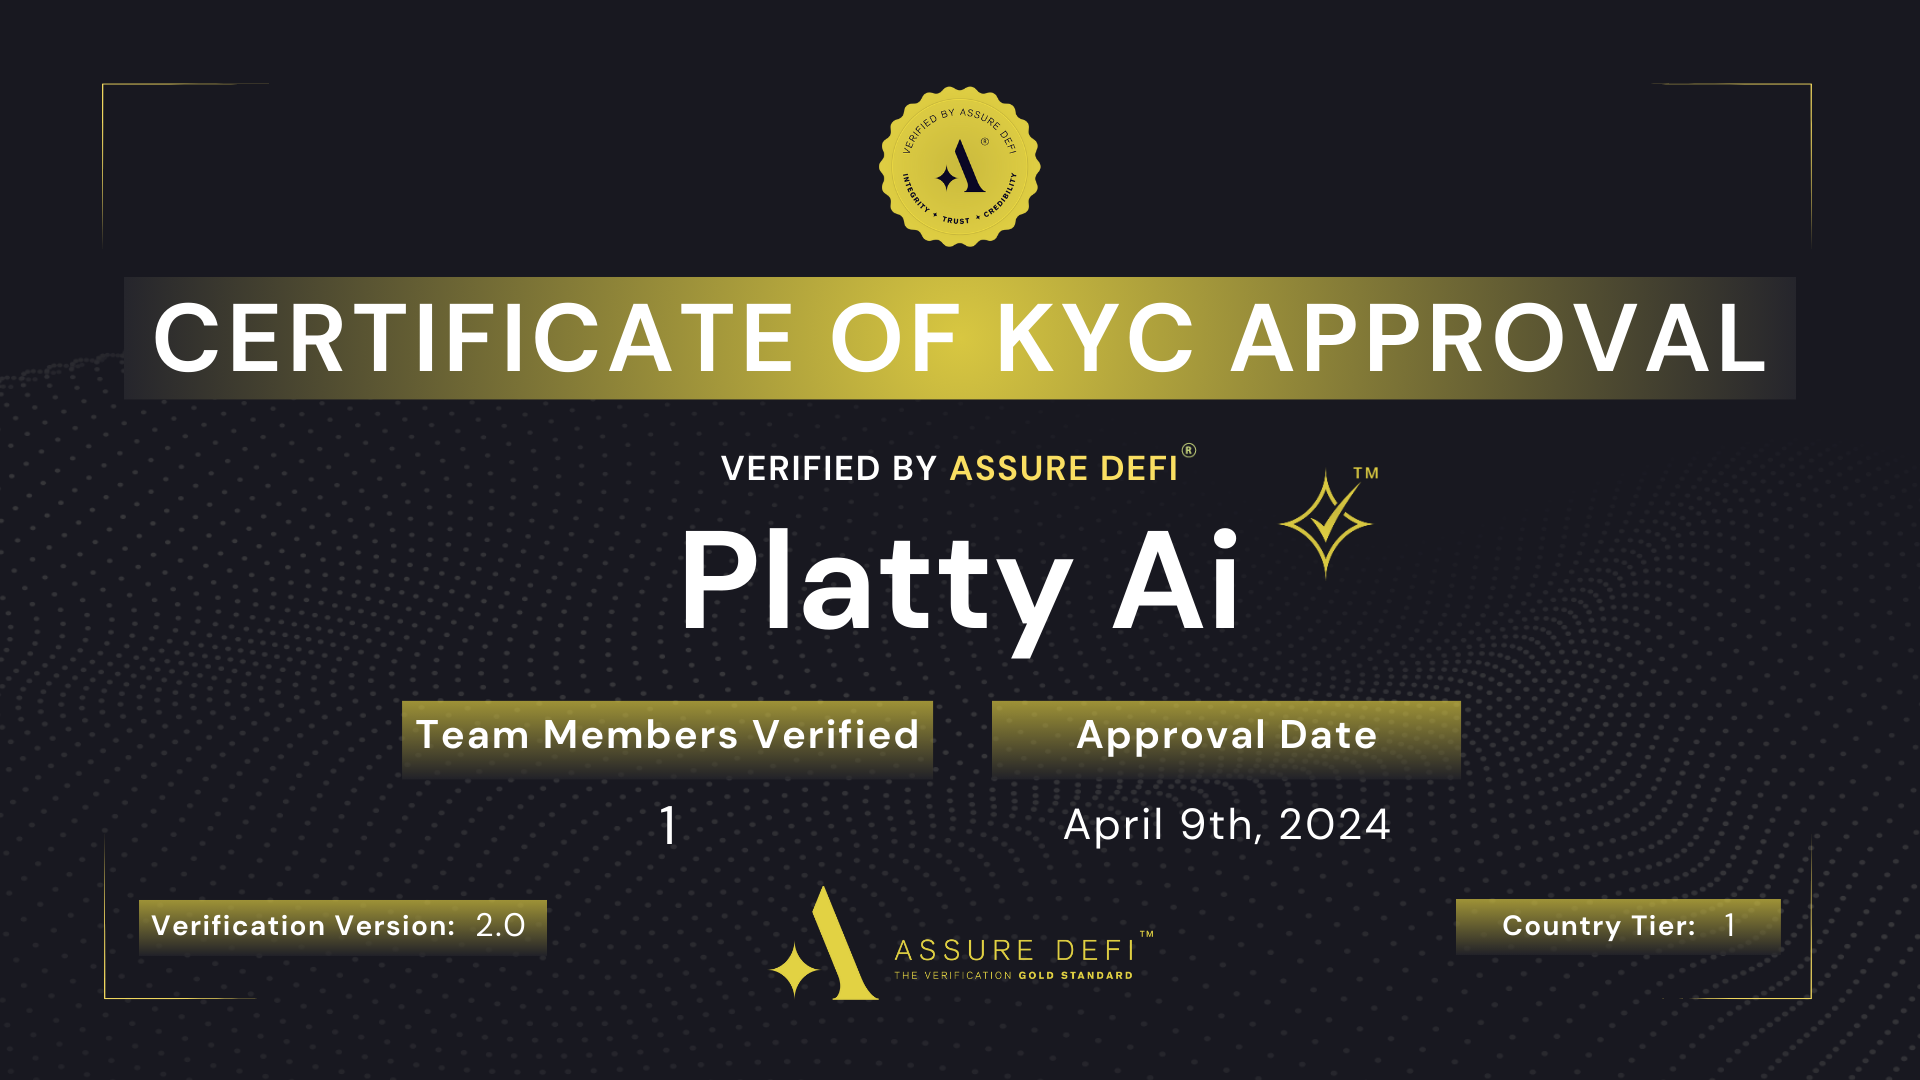 VERIFIED BY ASSURE DEFI
®
INTEGRITY ✦ TRUST ✦ CREDIBILITY
CERTIFICATE OF KYC APPROVAL
VERIFIED BY ASSURE DEFI®
TM
Platty Ai
Team Members Verified
Approval Date
1
April 9th, 2024
Verification Version: 2.0
ASSURE DEFI™
THE VERIFICATION GOLD STANDARD
Country Tier: 1